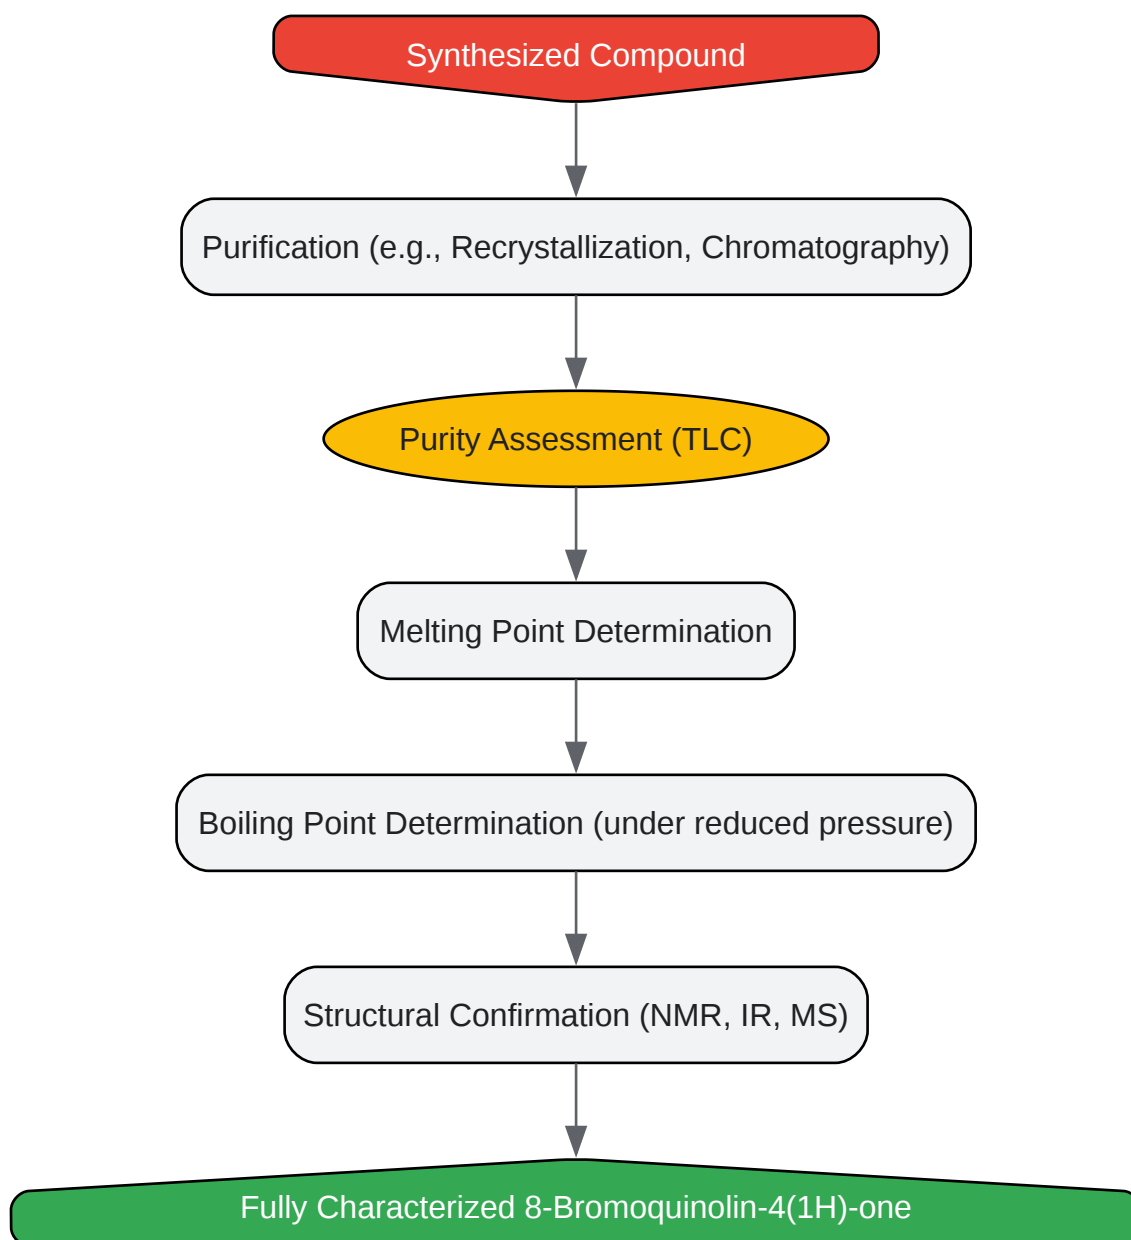 Synthesized Compound
Purification (e.g., Recrystallization, Chromatography)
Purity Assessment (TLC)
Melting Point Determination
Boiling Point Determination (under reduced pressure)
Structural Confirmation (NMR, IR, MS)
Fully Characterized 8-Bromoquinolin-4(1H)-one